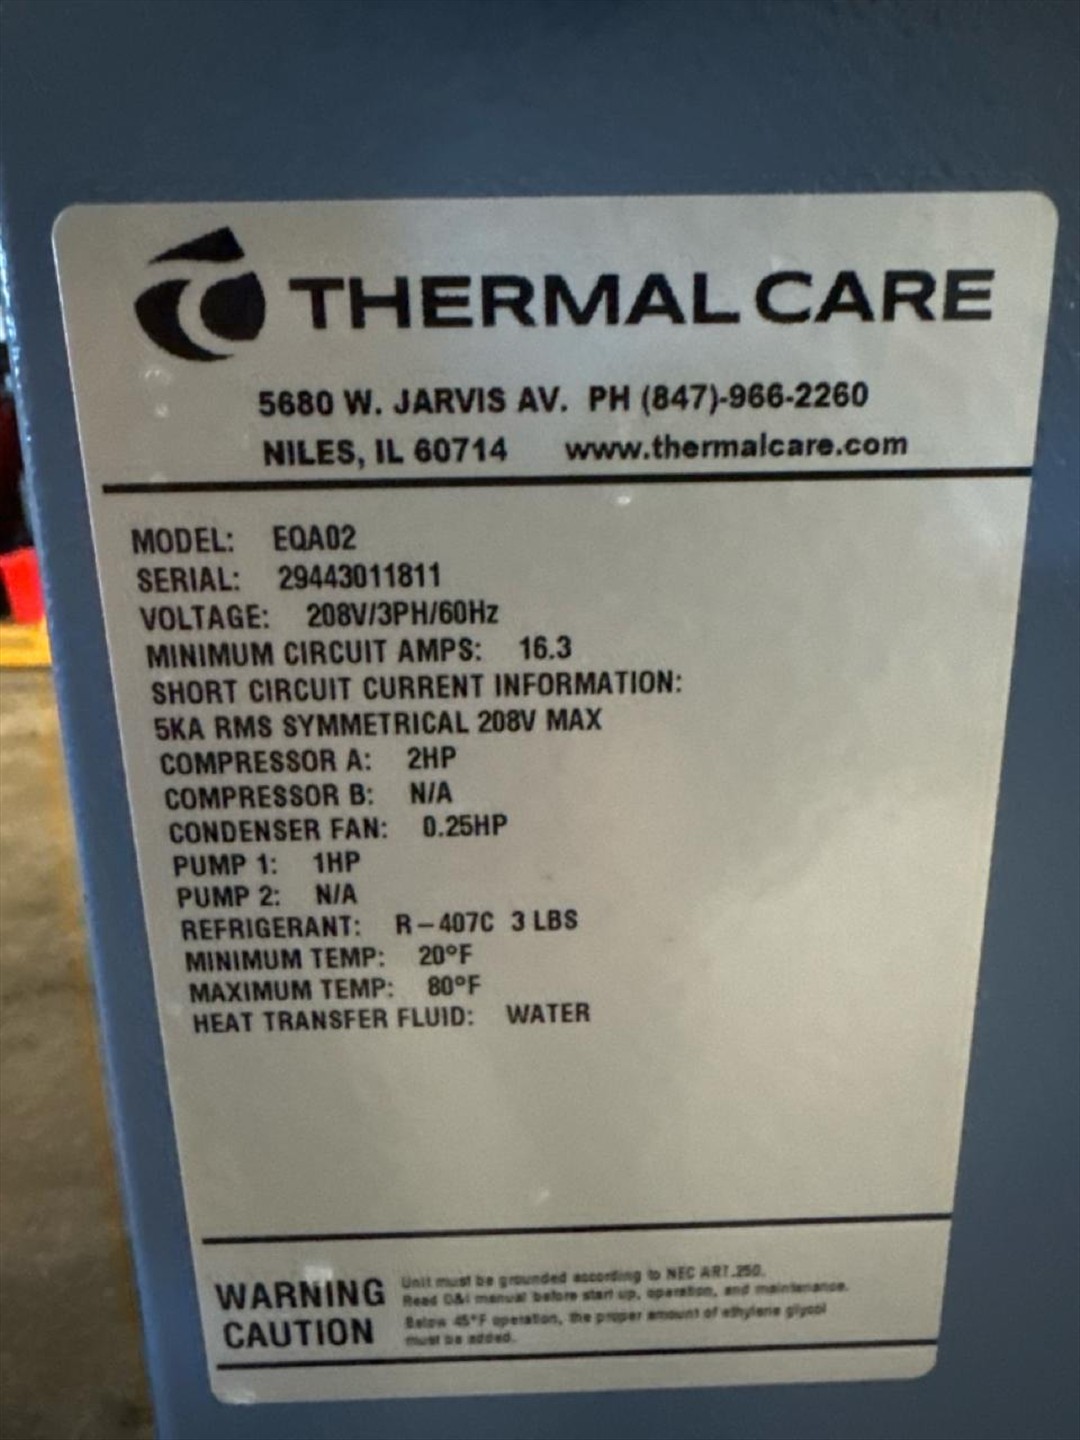 THERMAL CARE
5680 W. JARVIS AV. PH (847)-966-2260
NILES, IL 60714 www.thermalcare.com
MODEL: EQA02
SERIAL: 29443011811
VOLTAGE: 208V/3PH/60Hz
MINIMUM CIRCUIT AMPS: 16.3
SHORT CIRCUIT CURRENT INFORMATION:
5KA RMS SYMMETRICAL 208V MAX
COMPRESSOR A: 2HP
COMPRESSOR B: N/A
CONDENSER FAN: 0.25HP
PUMP 1: 1HP
PUMP 2: N/A
REFRIGERANT: R-407C 3 LBS
MINIMUM TEMP: 20°F
MAXIMUM TEMP: 80°F
HEAT TRANSFER FLUID: WATER
WARNING Unit must be grounded according to NEC ART.250.
Read O&I manual before start up, operation, and maintenance.
CAUTION Below 45°F operation, the proper amount of ethylene glycol
must be added.